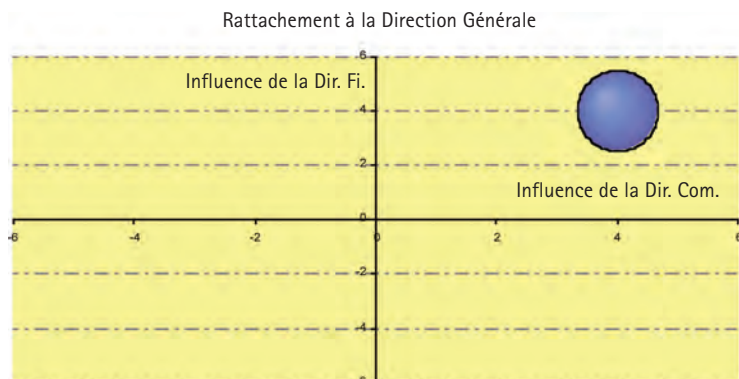 Rattachement à la Direction Générale
6
Influence de la Dir. Fi.
4
2
Influence de la Dir. Com.
0
-6 -4 -2 0 2 4 6
-2
-4